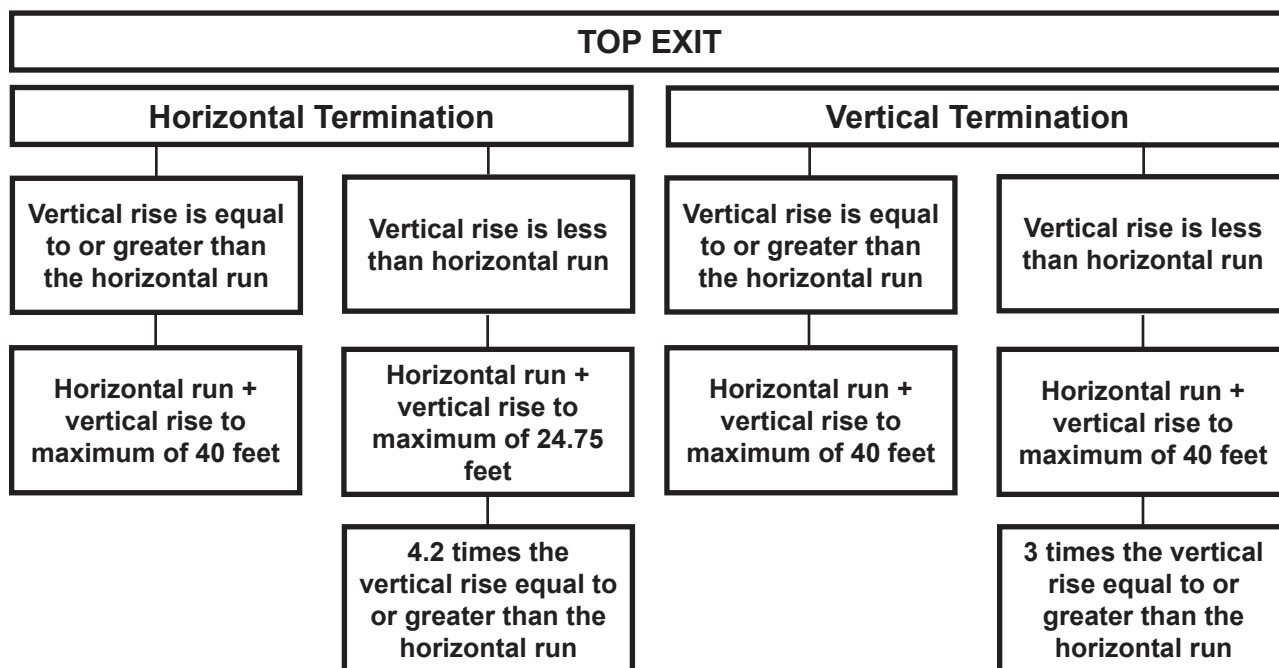 TOP EXIT
Horizontal Termination
Vertical rise is equal
to or greater than
the horizontal run
Horizontal run +
vertical rise to
maximum of 40 feet
Vertical rise is less
than horizontal run
Horizontal run +
vertical rise to
maximum of 24.75
feet
4.2 times the
vertical rise equal to
or greater than the
horizontal run
Vertical Termination
Vertical rise is equal
to or greater than
the horizontal run
Horizontal run +
vertical rise to
maximum of 40 feet
Vertical rise is less
than horizontal run
Horizontal run +
vertical rise to
maximum of 40 feet
3 times the vertical
rise equal to or
greater than the
horizontal run